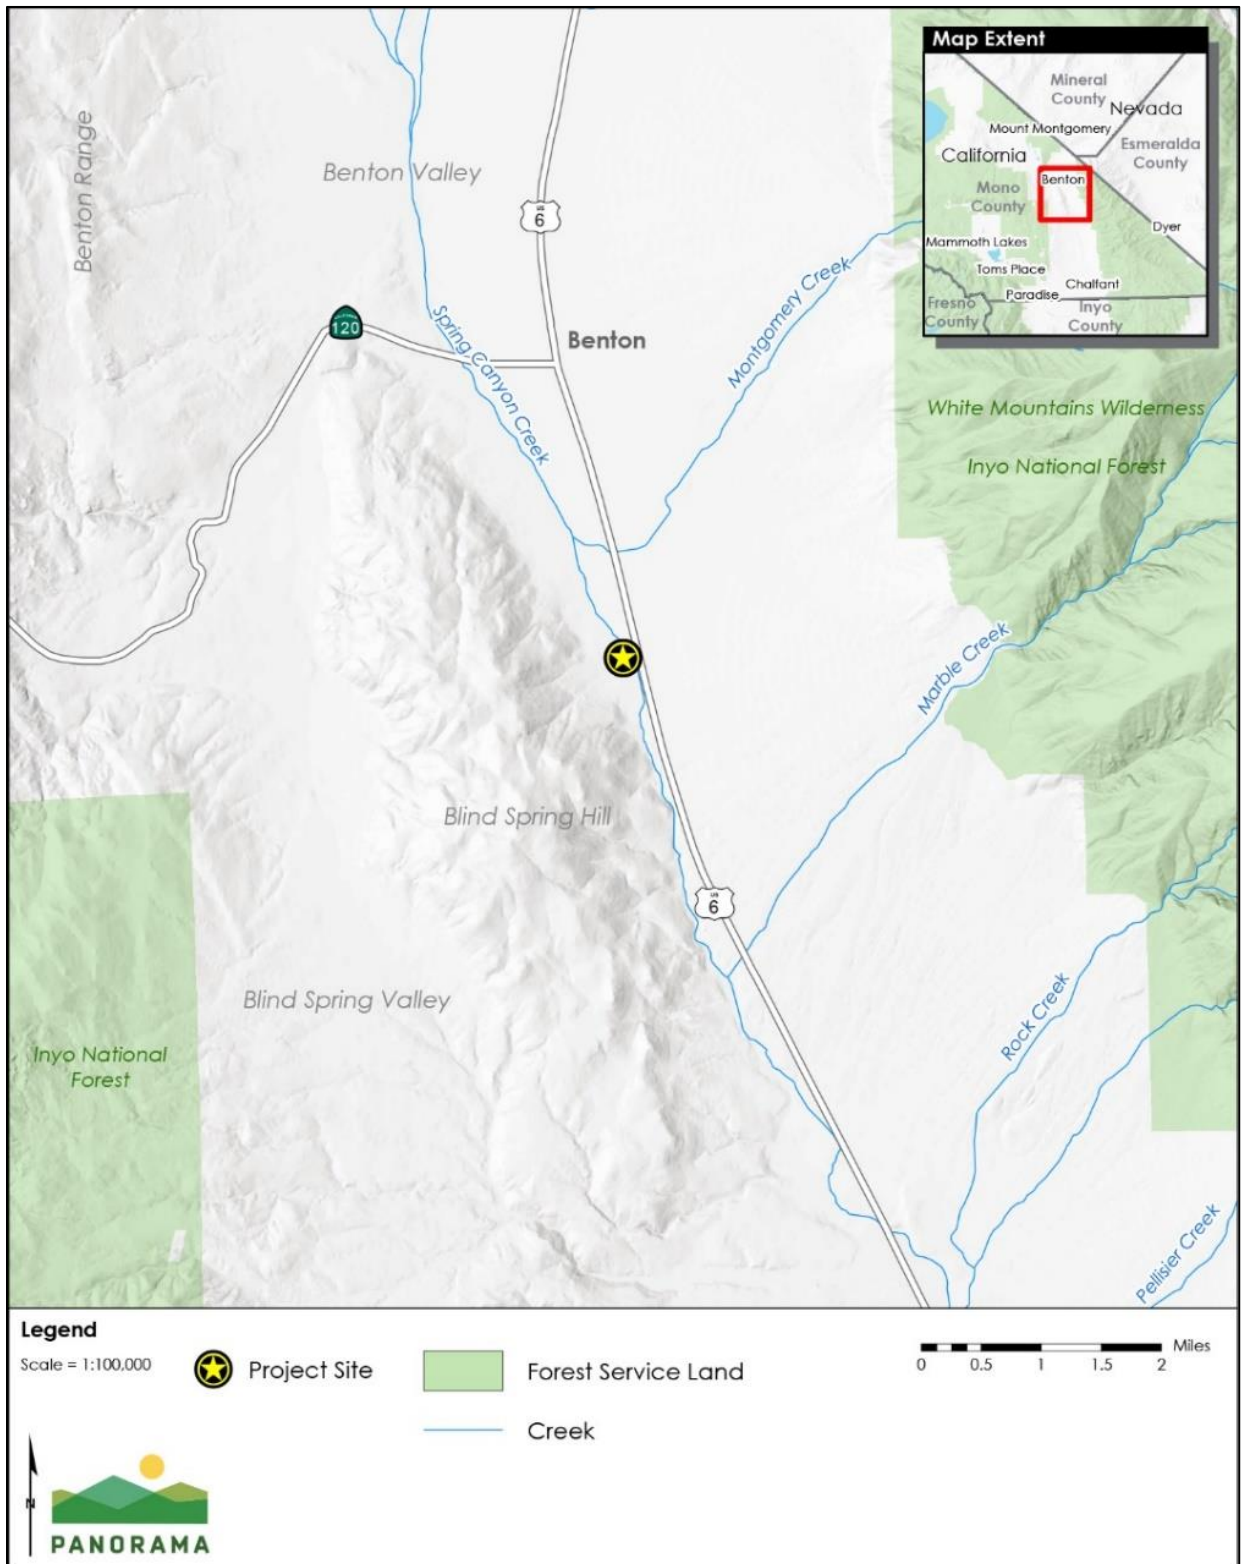 Map Extent
Mineral
County
Nevada
Mount Montgomery
Esmeralda
County
California
Benton
Mono
County
Dyer
Mammoth Lakes
Toms Place
Chalfant
Paradise
Fresno
County
Inyo
County
Benton Range
Benton Valley
US
6
120
Spring Canyon Creek
Benton
Montgomery Creek
White Mountains Wilderness
Inyo National Forest
Marble Creek
Blind Spring Hill
US
6
Blind Spring Valley
Rock Creek
Inyo National
Forest
Pellisier Creek
Legend
Scale = 1:100,000
Project Site
Forest Service Land
Creek
Miles
0 0.5 1 1.5 2
N
PANORAMA